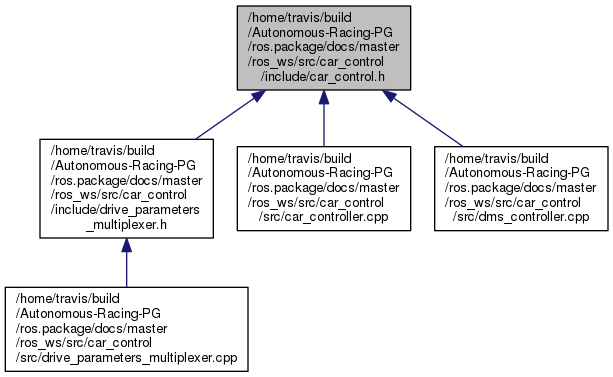 /home/travis/build
/Autonomous-Racing-PG
/ros.package/docs/master
/ros_ws/src/car_control
/include/car_control.h
/home/travis/build
/Autonomous-Racing-PG
/ros.package/docs/master
/ros_ws/src/car_control
/include/drive_parameters
_multiplexer.h
/home/travis/build
/Autonomous-Racing-PG
/ros.package/docs/master
/ros_ws/src/car_control
/src/car_controller.cpp
/home/travis/build
/Autonomous-Racing-PG
/ros.package/docs/master
/ros_ws/src/car_control
/src/dms_controller.cpp
/home/travis/build
/Autonomous-Racing-PG
/ros.package/docs/master
/ros_ws/src/car_control
/src/drive_parameters_multiplexer.cpp